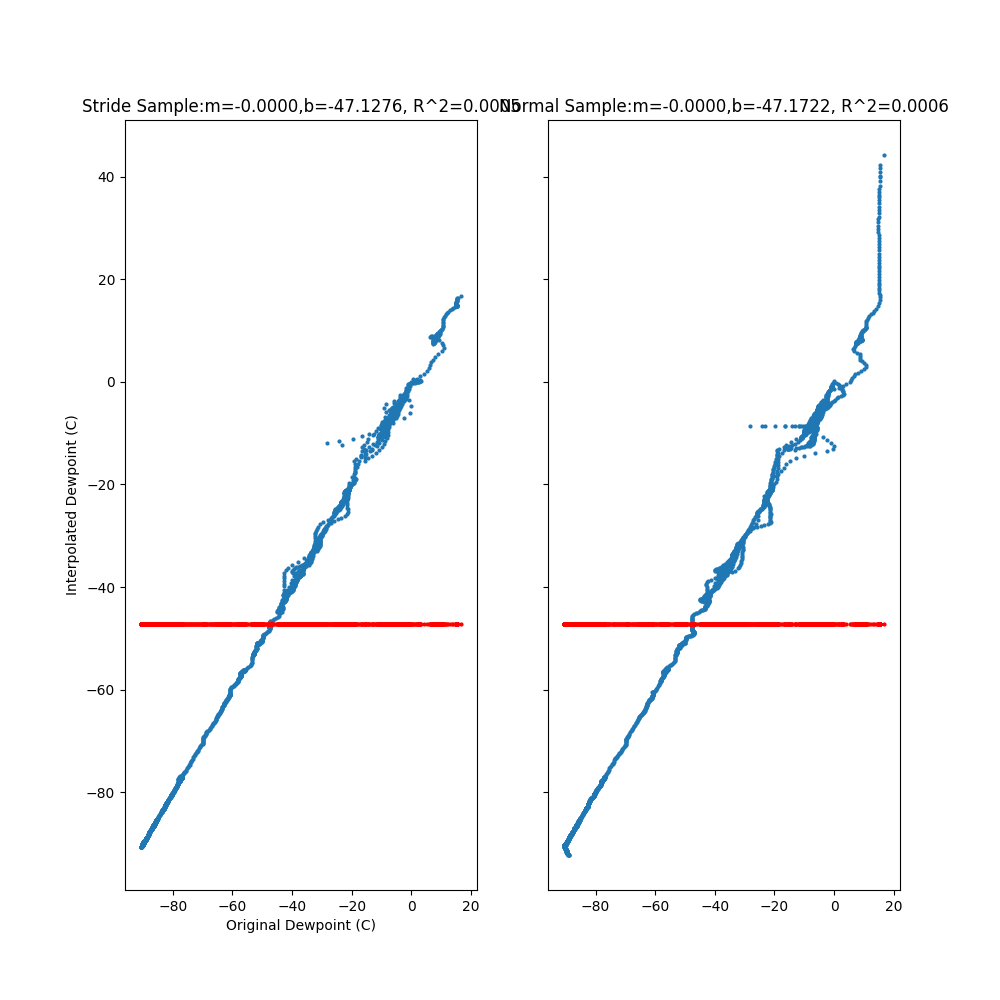 Stride Sample:m=-0.0000,b=-47.1276, R^2=0.0005
Normal Sample:m=-0.0000,b=-47.1722, R^2=0.0006
40
20
0
−20
−40
−60
−80
Interpolated Dewpoint (C)
−80 −60 −40 −20 0 20
−80 −60 −40 −20 0 20
Original Dewpoint (C)